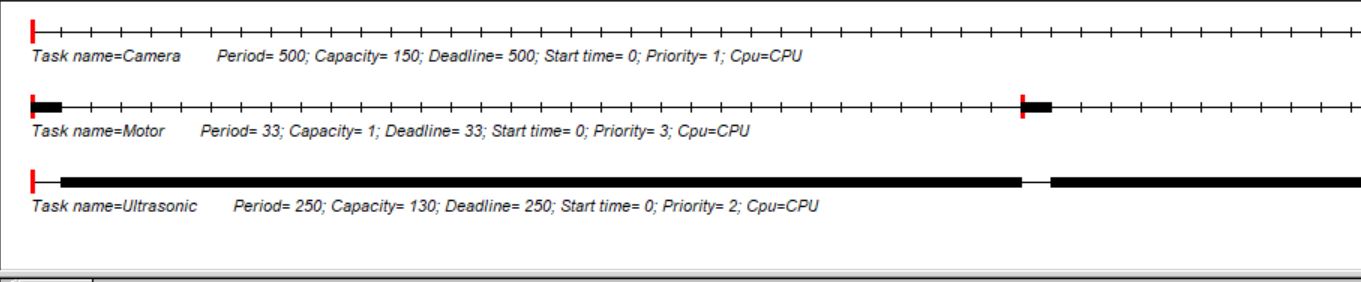 Task name=Camera Period= 500; Capacity= 150; Deadline= 500; Start time= 0; Priority= 1; Cpu=CPU
Task name=Motor Period= 33; Capacity= 1; Deadline= 33; Start time= 0; Priority= 3; Cpu=CPU
Task name=Ultrasonic Period= 250; Capacity= 130; Deadline= 250; Start time= 0; Priority= 2; Cpu=CPU